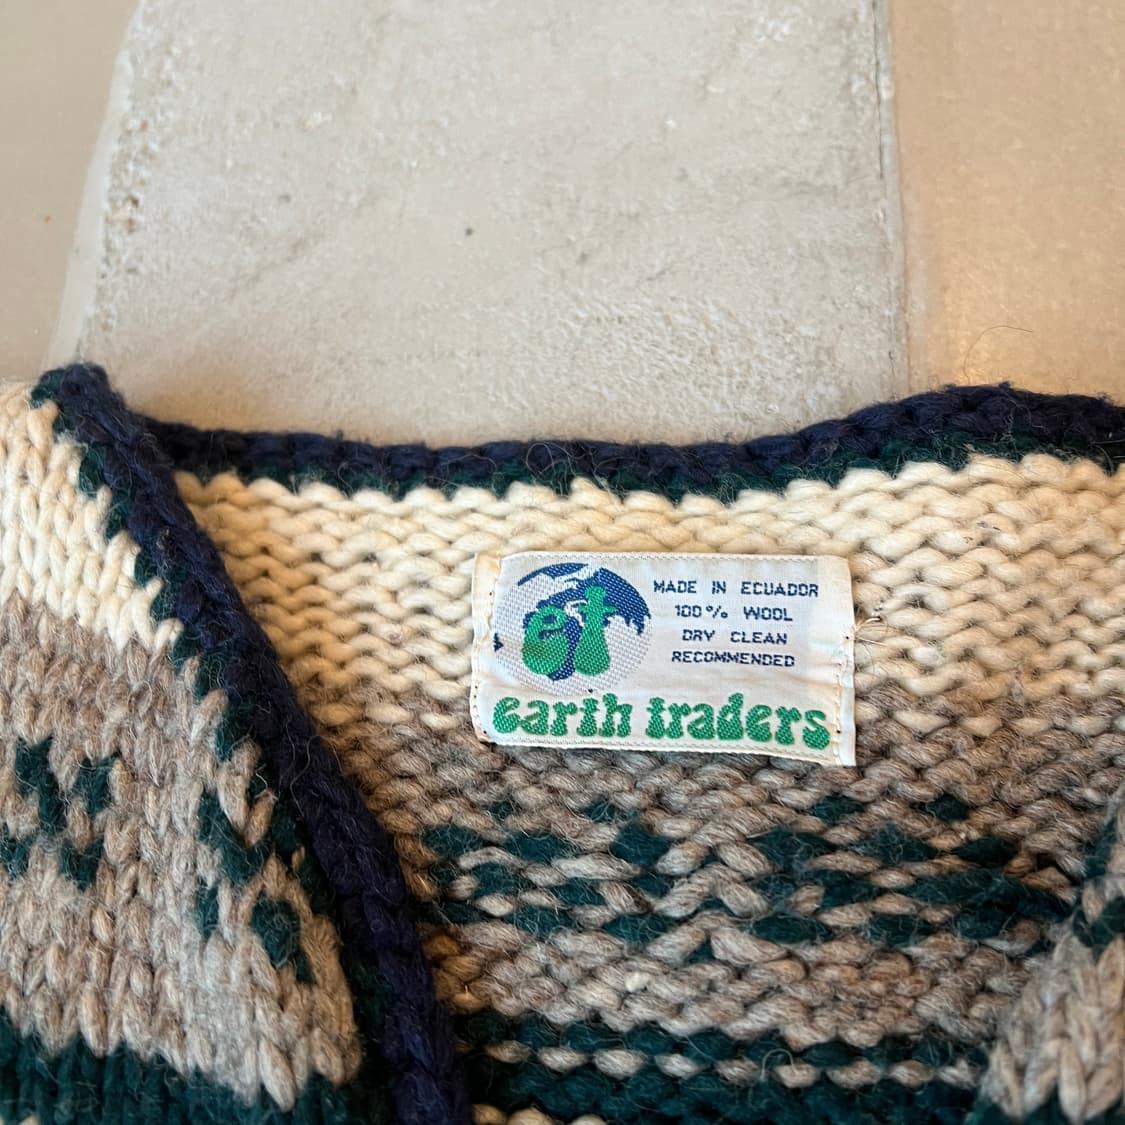 et
MADE IN ECUADOR
100% WOOL
DRY CLEAN
RECOMMENDED
earth traders